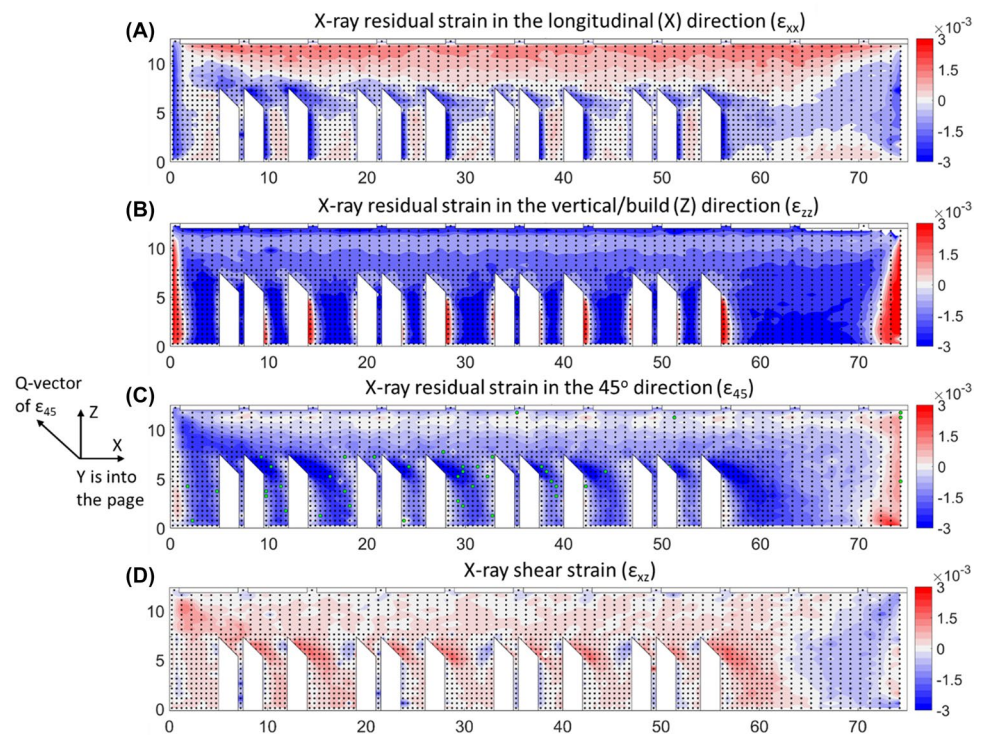 (A)
X-ray residual strain in the longitudinal (X) direction (εxx)
×10⁻³
10
5
0
0 10 20 30 40 50 60 70
3
1.5
0
-1.5
-3
(B)
X-ray residual strain in the vertical/build (Z) direction (εzz)
×10⁻³
10
5
0
0 10 20 30 40 50 60 70
3
1.5
0
-1.5
-3
(C)
X-ray residual strain in the 45° direction (ε45)
×10⁻³
10
5
0
0 10 20 30 40 50 60 70
3
1.5
0
-1.5
-3
Q-vector
of ε45
Z
X
Y is into
the page
(D)
X-ray shear strain (εxz)
×10⁻³
10
5
0
0 10 20 30 40 50 60 70
3
1.5
0
-1.5
-3